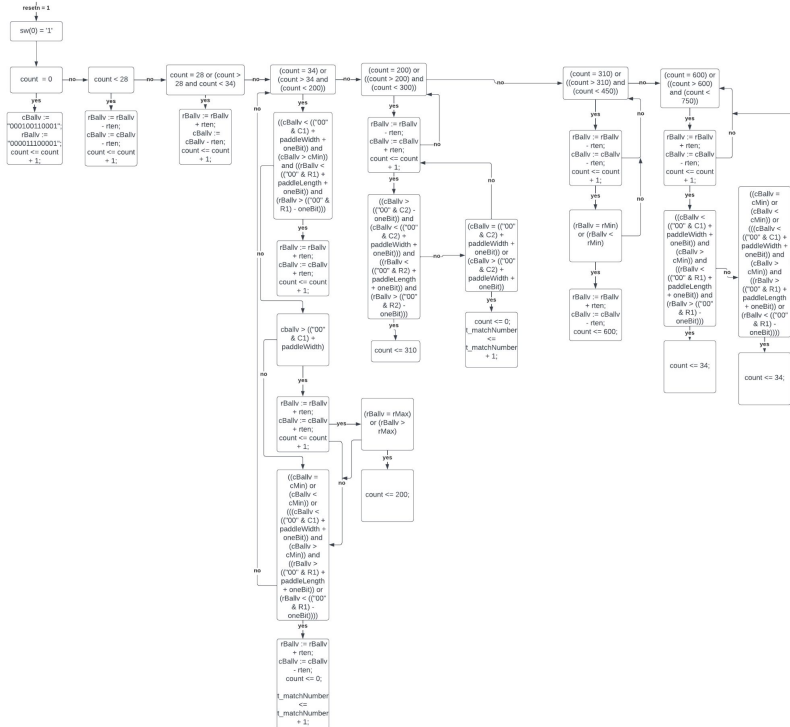 resetn = 1
sw(0) = '1'
count = 0
no
count < 28
no
count = 28 or (count >
28 and count < 34)
no
(count = 34) or
(count > 34 and
count < 200))
no
(count = 200) or
((count > 200) and
(count < 300))
no
(count = 310) or
((count > 310) and
(count < 450))
no
(count = 600) or
((count > 600)
and (count <
750))
yes
cBallv :=
"000100110001";
rBallv :=
"000011100001";
count <= count
+ 1;
yes
rBallv := rBallv
- rten;
cBallv := cBallv
- rten;
count <= count
+ 1;
yes
rBallv := rBallv
+ rten;
cBallv :=
cBallv - rten;
count <= count
+ 1;
yes
((cBallv < (("00"
& C1) +
paddleWidth +
oneBit)) and
(cBallv > cMin))
and ((rBallv <
(("00" & R1) +
paddleLength +
oneBit)) and
(rBallv > (("00" &
R1) - oneBit)))
yes
rBallv := rBallv
+ rten;
cBallv := cBallv
+ rten;
count <= count
+ 1;
no
cballv > (("00" &
C1) +
paddleWidth)
yes
no
rBallv := rBallv
+ rten;
cBallv := cBallv
+ rten;
count <= count
+ 1;
yes
(rBallv = rMax)
or (rBallv >
rMax)
yes
count <= 200;
no
((cBallv =
cMin) or
(cBallv <
cMin)) or
(((cBallv <
(("00" & C1) +
paddleWidth +
oneBit)) and
(cBallv >
cMin)) and
((rBallv >
(("00" & R1) +
paddleLength
+ oneBit)) or
(rBallv < (("00"
& R1) -
oneBit))))
no
yes
rBallv := rBallv
+ rten;
cBallv := cBallv
- rten;
count <= 0;
t_matchNumber
<=
t_matchNumber
+ 1;
yes
rBallv := rBallv
- rten;
cBallv := cBallv
+ rten;
count <= count
+ 1;
no
yes
((cBallv >
(("00" & C2) -
oneBit)) and
(cBallv < (("00"
& C2) +
paddleWidth +
oneBit))) and
((rBallv <
(("00" & R2) +
paddleLength +
oneBit)) and
(rBallv > (("00"
& R2) -
oneBit)))
yes
count <= 310
no
no
(cBallv = (("00"
& C2) +
paddleWidth +
oneBit)) or
(cBallv > (("00"
& C2) +
paddleWidth +
oneBit))
yes
count <= 0;
t_matchNumber
<=
t_matchNumber
+ 1;
yes
rBallv := rBallv
- rten;
cBallv := cBallv
- rten;
count <= count
+ 1;
no
yes
(rBallv = rMin)
or (rBallv <
rMin)
yes
rBallv := rBallv
+ rten;
cBallv := cBallv
- rten;
count <= 600;
yes
rBallv := rBallv
+ rten;
cBallv := cBallv
- rten;
count <= count
+ 1;
no
yes
((cBallv <
(("00" & C1)
+paddleWidth
+ oneBit)) and
(cBallv >
cMin)) and
((rBallv <
(("00" & R1) +
paddleLength
+ oneBit)) and
(rBallv > (("00"
& R1) -
oneBit)))
yes
count <= 34;
no
((cBallv =
cMin) or
(cBallv <
cMin)) or
(((cBallv <
(("00" & C1) +
paddleWidth +
oneBit)) and
(cBallv >
cMin)) and
((rBallv >
(("00" & R1) +
paddleLength
+ oneBit)) or
(rBallv < (("00"
& R1) -
oneBit))))
yes
count <= 34;